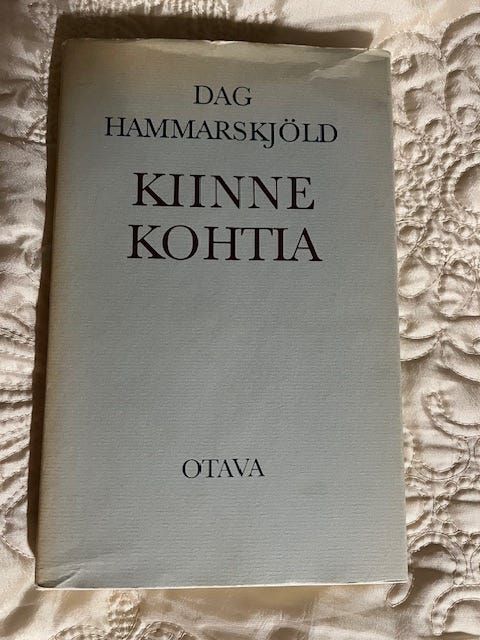 DAG
HAMMARSKJÖLD
KIINNE
KOHTIA
OTAVA